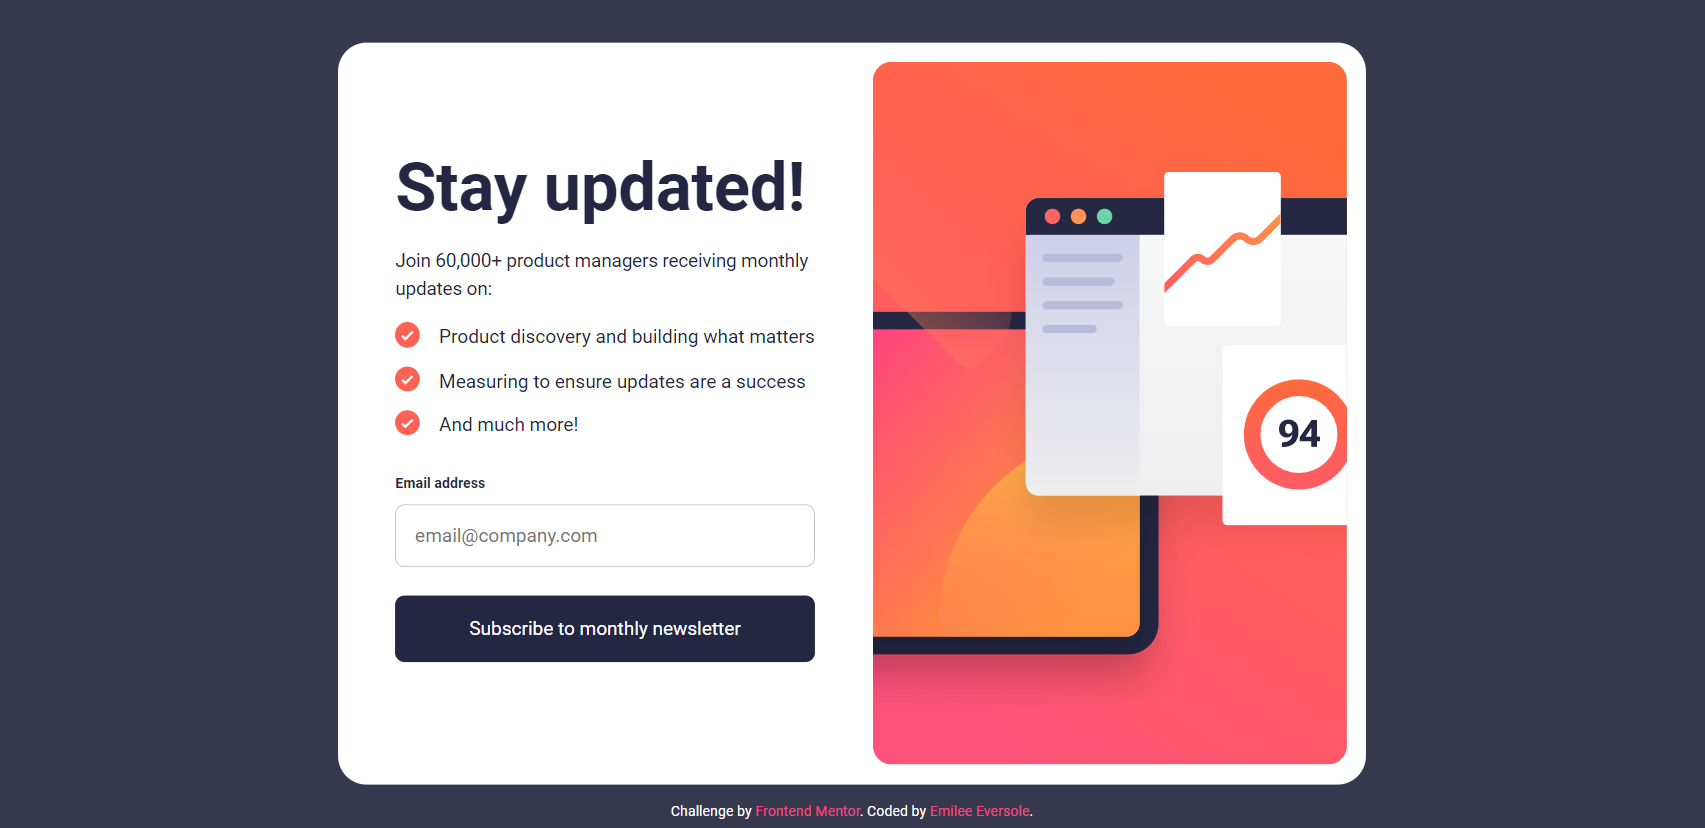 Stay updated!
Join 60,000+ product managers receiving monthly
updates on:
Product discovery and building what matters
Measuring to ensure updates are a success
And much more!
Email address
email@company.com
Subscribe to monthly newsletter
94
Challenge by Frontend Mentor. Coded by Emilee Eversole.